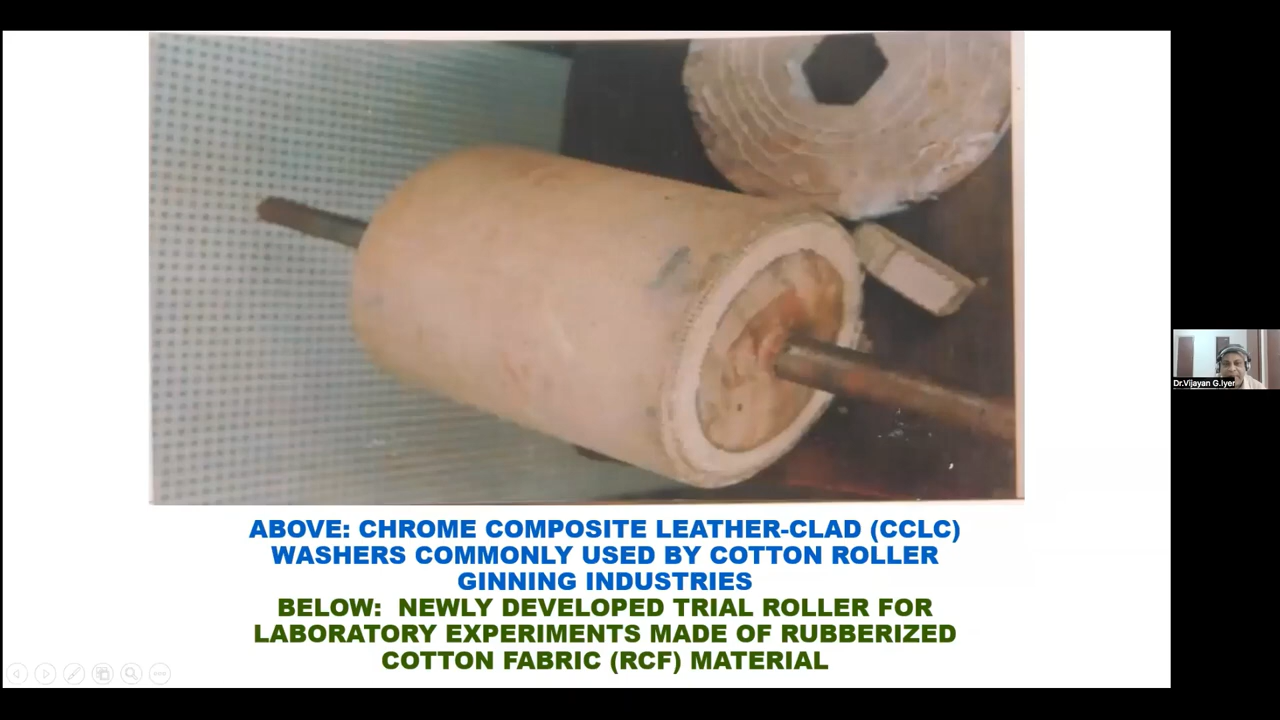 ABOVE: CHROME COMPOSITE LEATHER-CLAD (CCLC)
WASHERS COMMONLY USED BY COTTON ROLLER
GINNING INDUSTRIES
BELOW: NEWLY DEVELOPED TRIAL ROLLER FOR
LABORATORY EXPERIMENTS MADE OF RUBBERIZED
COTTON FABRIC (RCF) MATERIAL
Dr.Vijayan G.Iyer